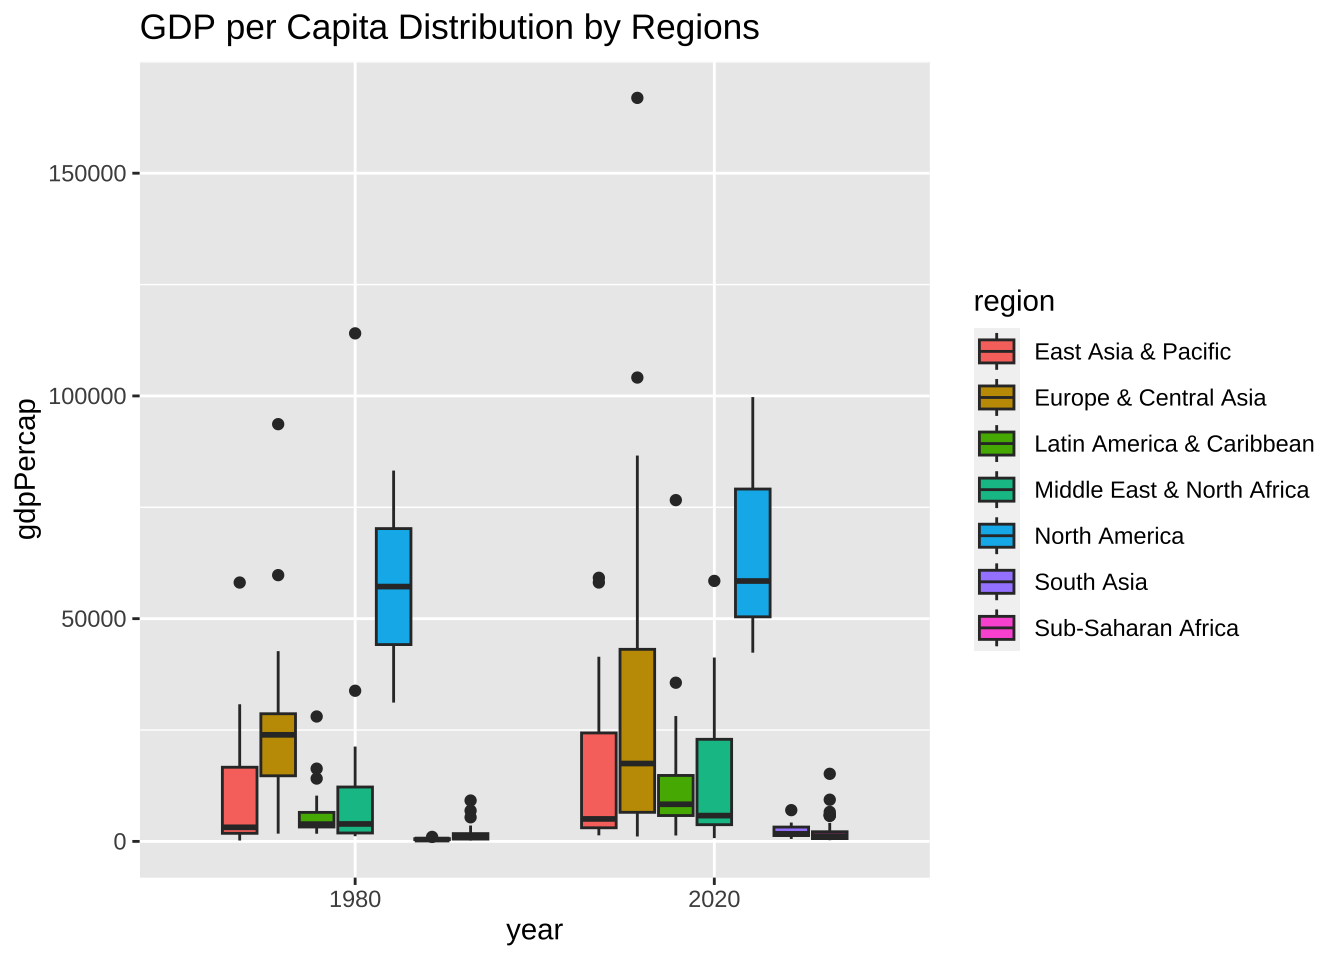 GDP per Capita Distribution by Regions
gdpPercap
150000
100000
50000
0
1980
2020
year
region
East Asia & Pacific
Europe & Central Asia
Latin America & Caribbean
Middle East & North Africa
North America
South Asia
Sub-Saharan Africa